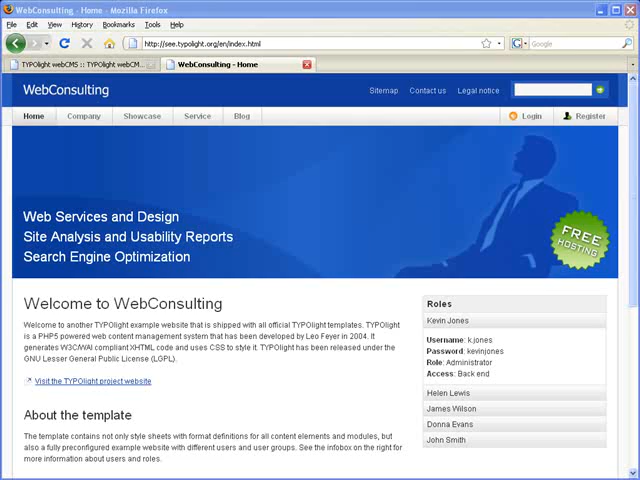 WebConsulting - Home - Mozilla Firefox
File Edit View History Bookmarks Tools Help
http://see.typolight.org/en/index.html
Google
TYPOlight webCMS :: TYPOlight webCM...
WebConsulting - Home
WebConsulting
Sitemap Contact us Legal notice
Home Company Showcase Service Blog Login Register
Web Services and Design
Site Analysis and Usability Reports
Search Engine Optimization
FREE
HOSTING
Welcome to WebConsulting
Welcome to another TYPOlight example website that is shipped with all official TYPOlight templates. TYPOlight
is a PHP5 powered web content management system that has been developed by Leo Feyer in 2004. It
generates W3C/WAI compliant XHTML code and uses CSS to style it. TYPOlight has been released under the
GNU Lesser General Public License (LGPL).
Visit the TYPOlight project website
About the template
The template contains not only style sheets with format definitions for all content elements and modules, but
also a fully preconfigured example website with different users and user groups. See the infobox on the right for
more information about users and roles.
Roles
Kevin Jones
Username: k.jones
Password: kevinjones
Role: Administrator
Access: Back end
Helen Lewis
James Wilson
Donna Evans
John Smith